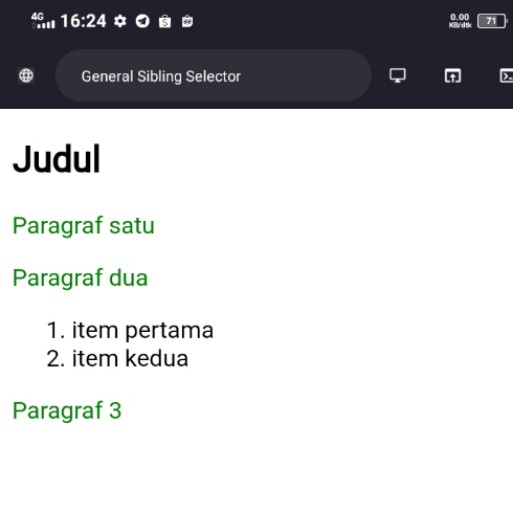 4G 16:24 0.00 KB/dtk 71
General Sibling Selector
Judul
Paragraf satu
Paragraf dua
1. item pertama
2. item kedua
Paragraf 3